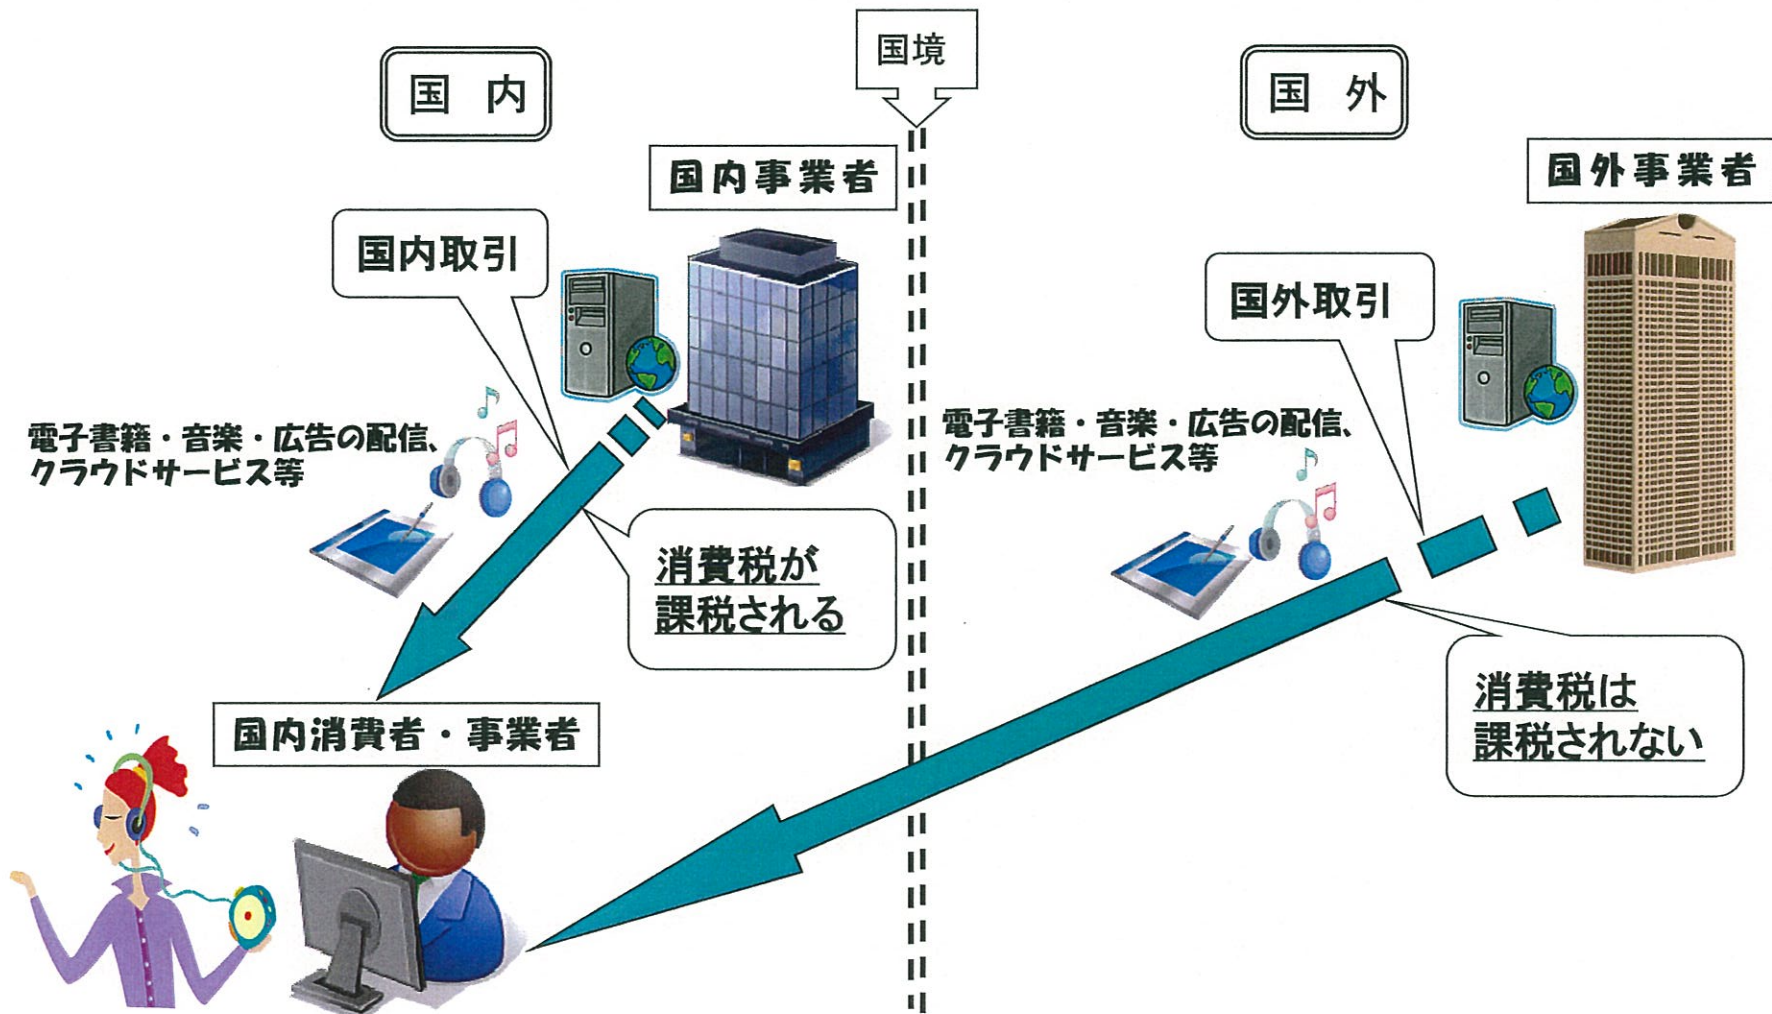 国境
国 内
国 外
国内事業者
国外事業者
国内取引
国外取引
電子書籍・音楽・広告の配信、
クラウドサービス等
電子書籍・音楽・広告の配信、
クラウドサービス等
消費税が
課税される
消費税は
課税されない
国内消費者・事業者